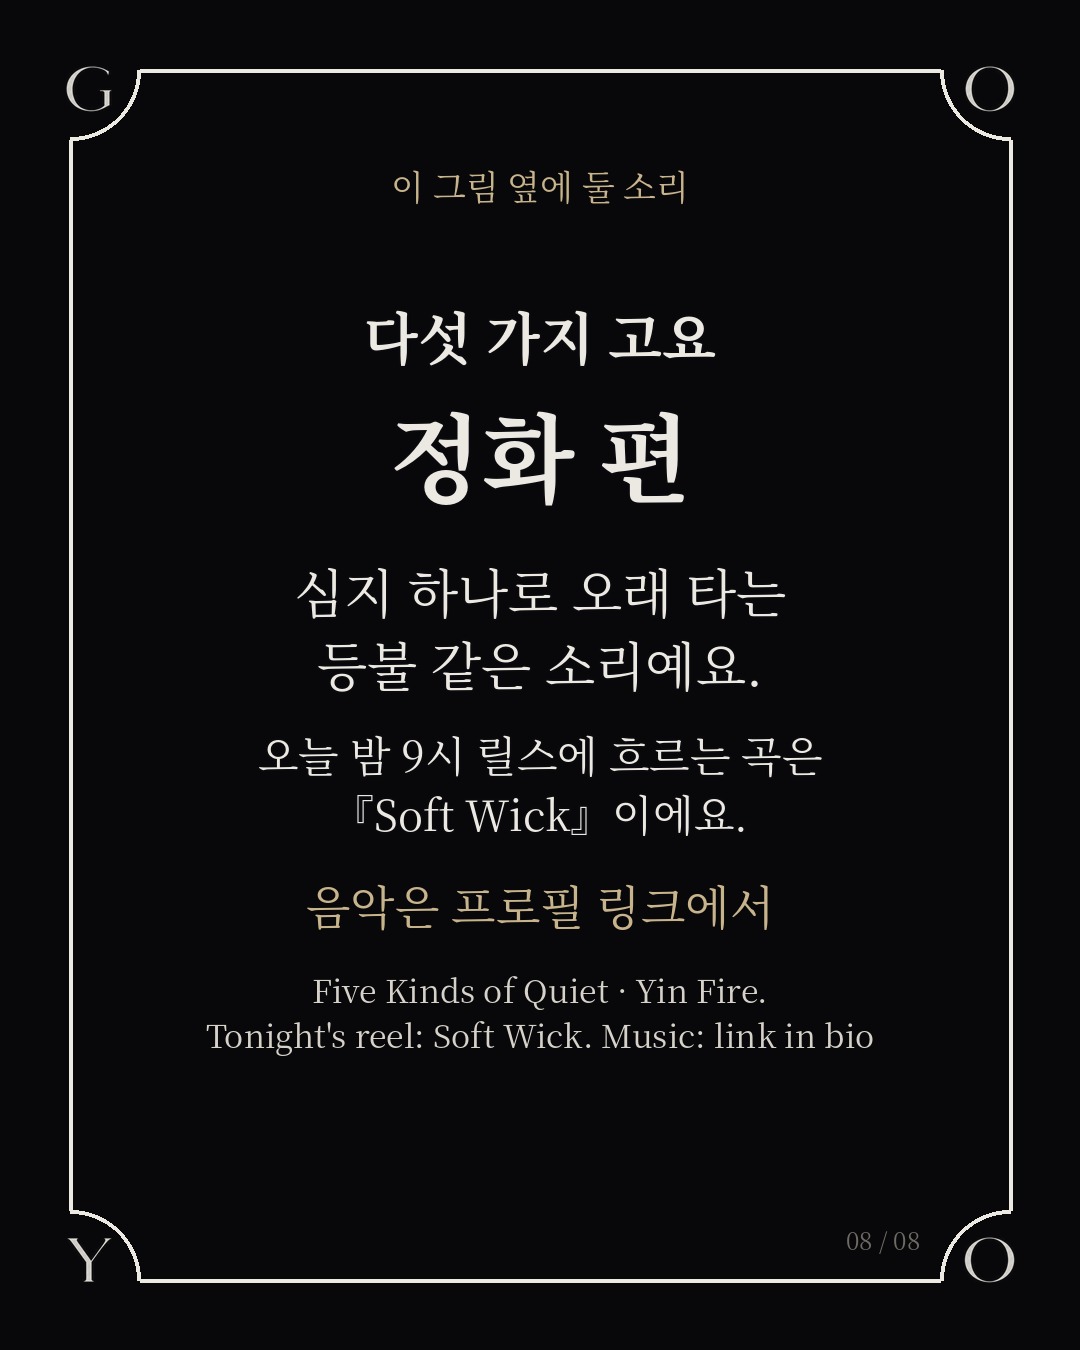 G O
이 그림 옆에 둘 소리
다섯 가지 고요
정화 편
심지 하나로 오래 타는
등불 같은 소리예요.
오늘 밤 9시 릴스에 흐르는 곡은
『Soft Wick』이에요.
음악은 프로필 링크에서
Five Kinds of Quiet · Yin Fire.
Tonight's reel: Soft Wick. Music: link in bio
08 / 08
Y O